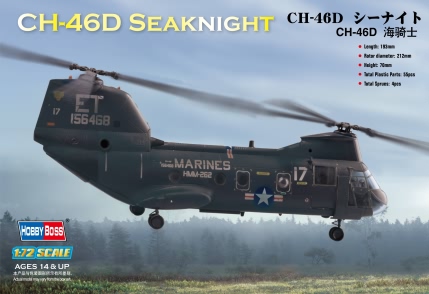 CH-46D SEAKNIGHT
CH-46D シーナイト
CH-46D 海骑士
• Length: 193mm
• Rotor diameter: 212mm
• Height: 70mm
• Total Plastic Parts: 55pcs
• Total Sprues: 4pcs
17
ET
156468
MARINES
HMM-262
17
HOBBY BOSS
1:72 SCALE
AGES 14 & UP